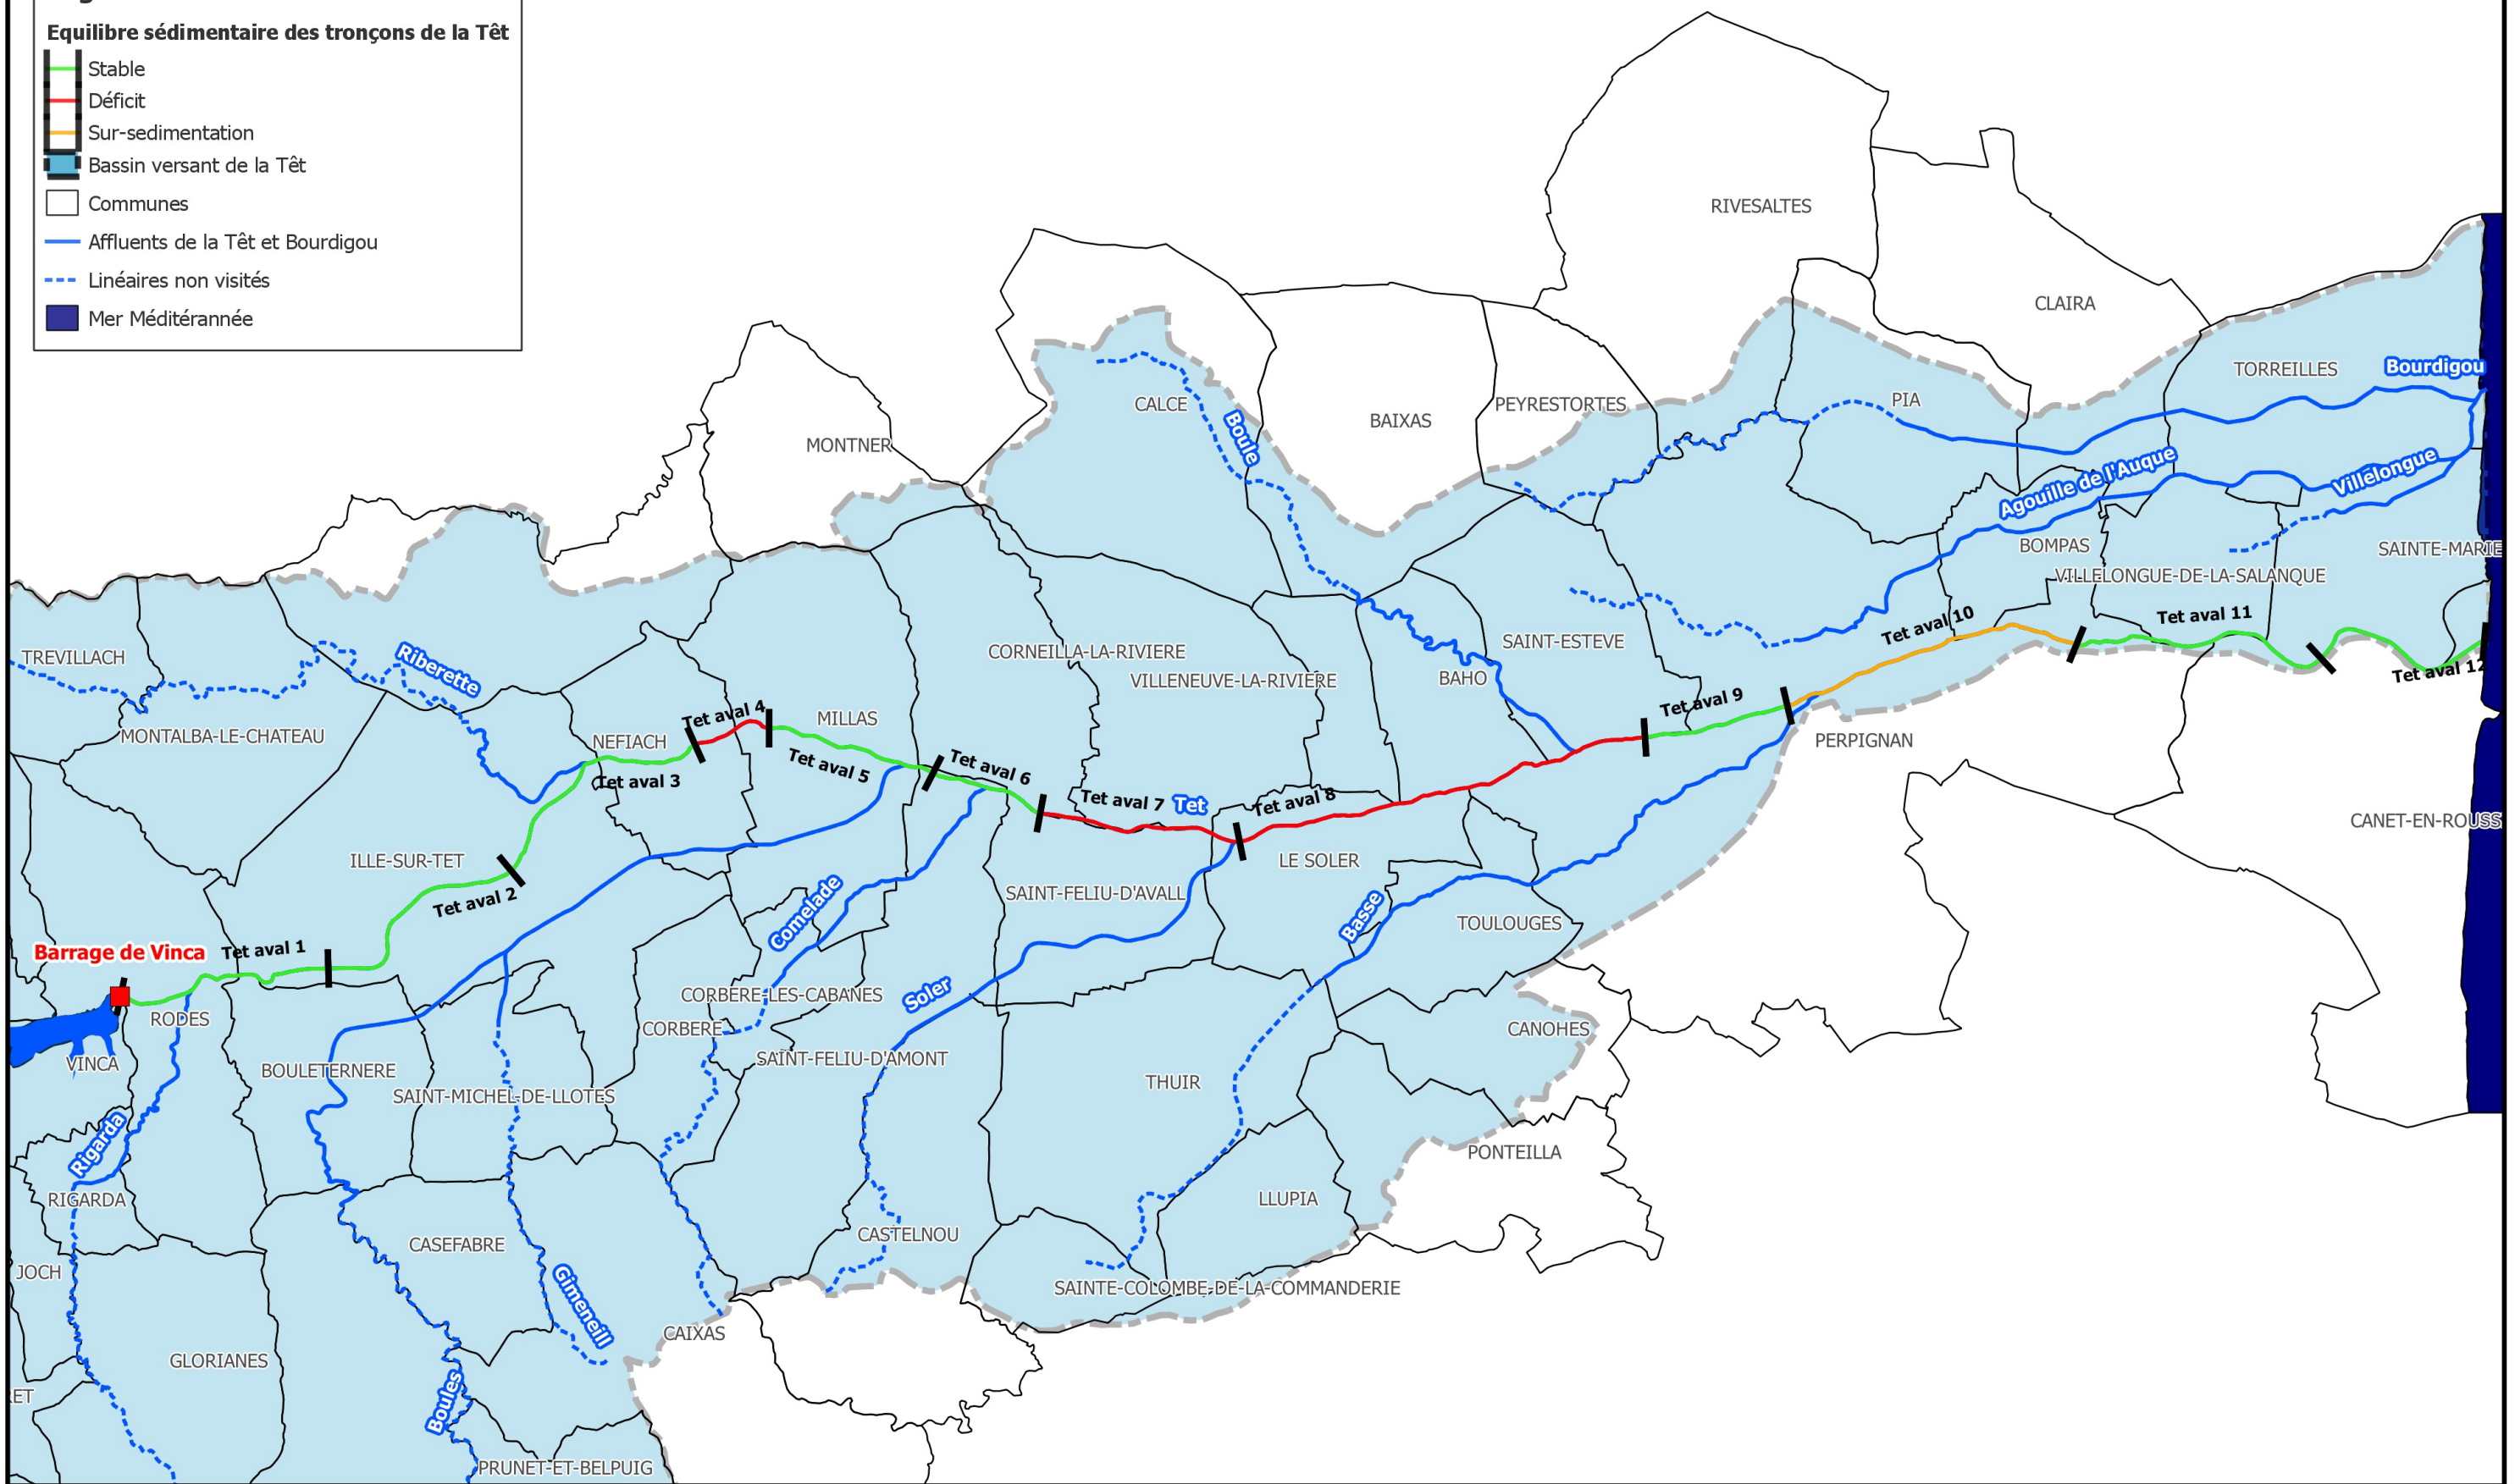 Equilibre sédimentaire des tronçons de la Têt
Stable
Déficit
Sur-sedimentation
Bassin versant de la Têt
Communes
Affluents de la Têt et Bourdigou
Linéaires non visités
Mer Méditérannée
RIVESALTES
CLAIRA
TORREILLES
Bourdigou
CALCE
Boule
BAIXAS
PEYRESTORTES
PIA
MONTNER
Agouille de l'Auque
Villelongue
BOMPAS
SAINTE-MARIE
VILLELONGUE-DE-LA-SALANQUE
Tet aval 10
Tet aval 11
Tet aval 12
TREVILLACH
Riberette
CORNEILLA-LA-RIVIERE
VILLENEUVE-LA-RIVIÈRE
SAINT-ESTEVE
BAHO
Tet aval 9
MONTALBA-LE-CHATEAU
NEFIACH
Tet aval 4
MILLAS
PERPIGNAN
Tet aval 3
Tet aval 5
Tet aval 6
Tet aval 7
Tet
Tet aval 8
CANET-EN-ROUSS
ILLE-SUR-TET
Tet aval 2
LE SOLER
SAINT-FELIU-D'AVALL
Comelade
Basse
TOULOUGES
Barrage de Vinca
Tet aval 1
CORBERE-LES-CABANES
Soler
RODES
CORBERE
CANOHES
VINCA
BOULETERNERE
SAINT-FELIU-D'AMONT
SAINT-MICHEL-DE-LLOTES
THUIR
Rigarda
PONTEILLA
RIGARDA
LLUPIA
CASEFABRE
CASTELNOU
JOCH
Gimeneill
SAINTE-COLOMBE-DE-LA-COMMANDERIE
CAIXAS
GLORIANES
RET
Boules
PRUNET-ET-BELPUIG